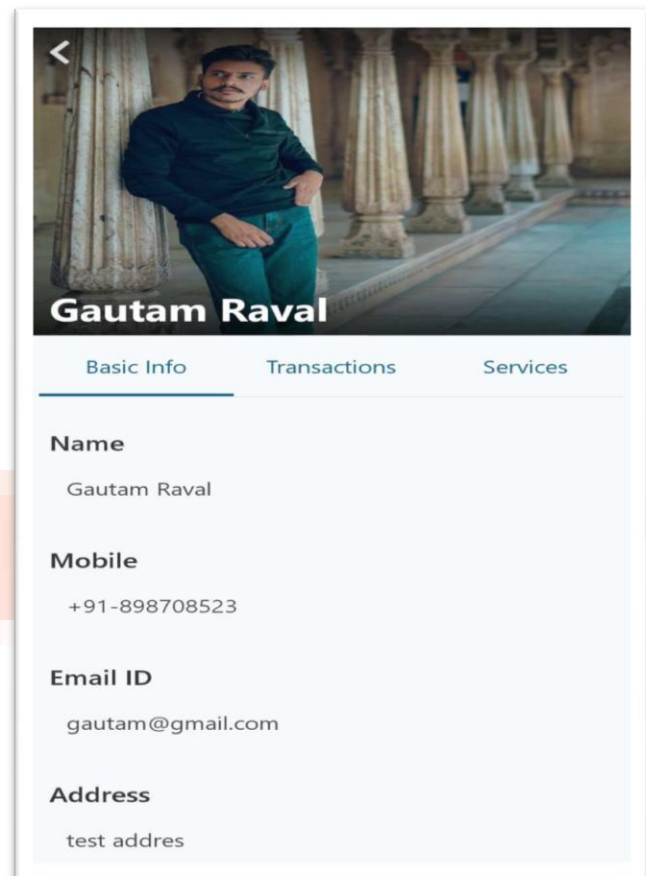 Gautam Raval
Basic Info Transactions Services
Name
Gautam Raval
Mobile
+91-898708523
Email ID
gautam@gmail.com
Address
test addres